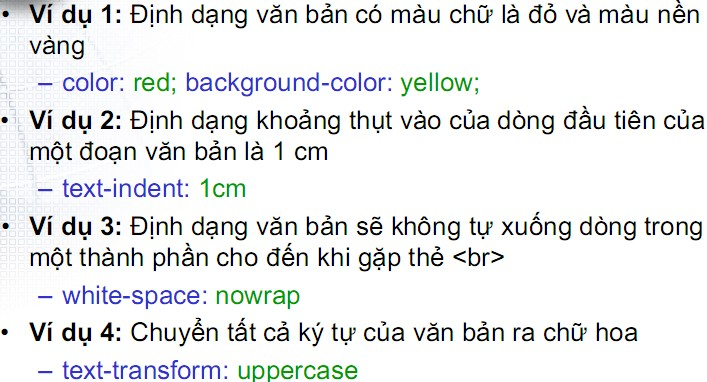 • Ví dụ 1: Định dạng văn bản có màu chữ là đỏ và màu nền
vàng
– color: red; background-color: yellow;
• Ví dụ 2: Định dạng khoảng thụt vào của dòng đầu tiên của
một đoạn văn bản là 1 cm
– text-indent: 1cm
• Ví dụ 3: Định dạng văn bản sẽ không tự xuống dòng trong
một thành phần cho đến khi gặp thẻ <br>
– white-space: nowrap
• Ví dụ 4: Chuyển tất cả ký tự của văn bản ra chữ hoa
– text-transform: uppercase